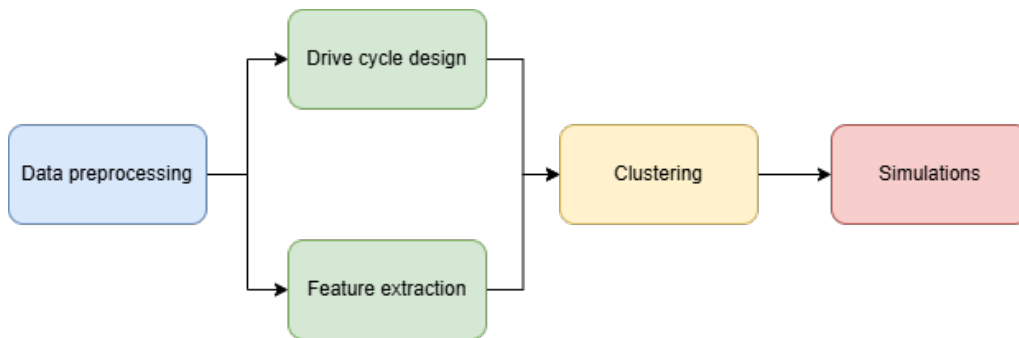 Data preprocessing
Drive cycle design
Feature extraction
Clustering
Simulations